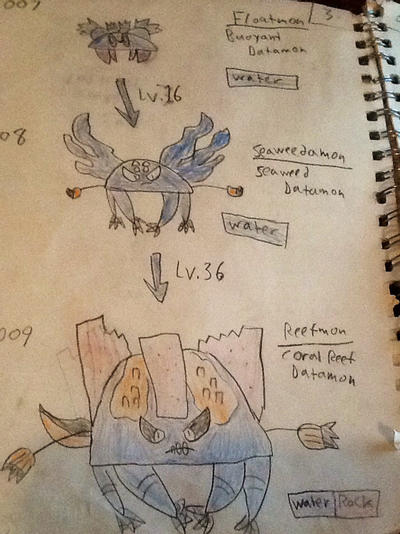 007
Floatmon
3
Buoyant
Datamon
water
Lv.16
08
Seaweedamon
Seaweed
Datamon
water
Lv.36
009
Reefmon
Coral Reef
Datamon
water Rock